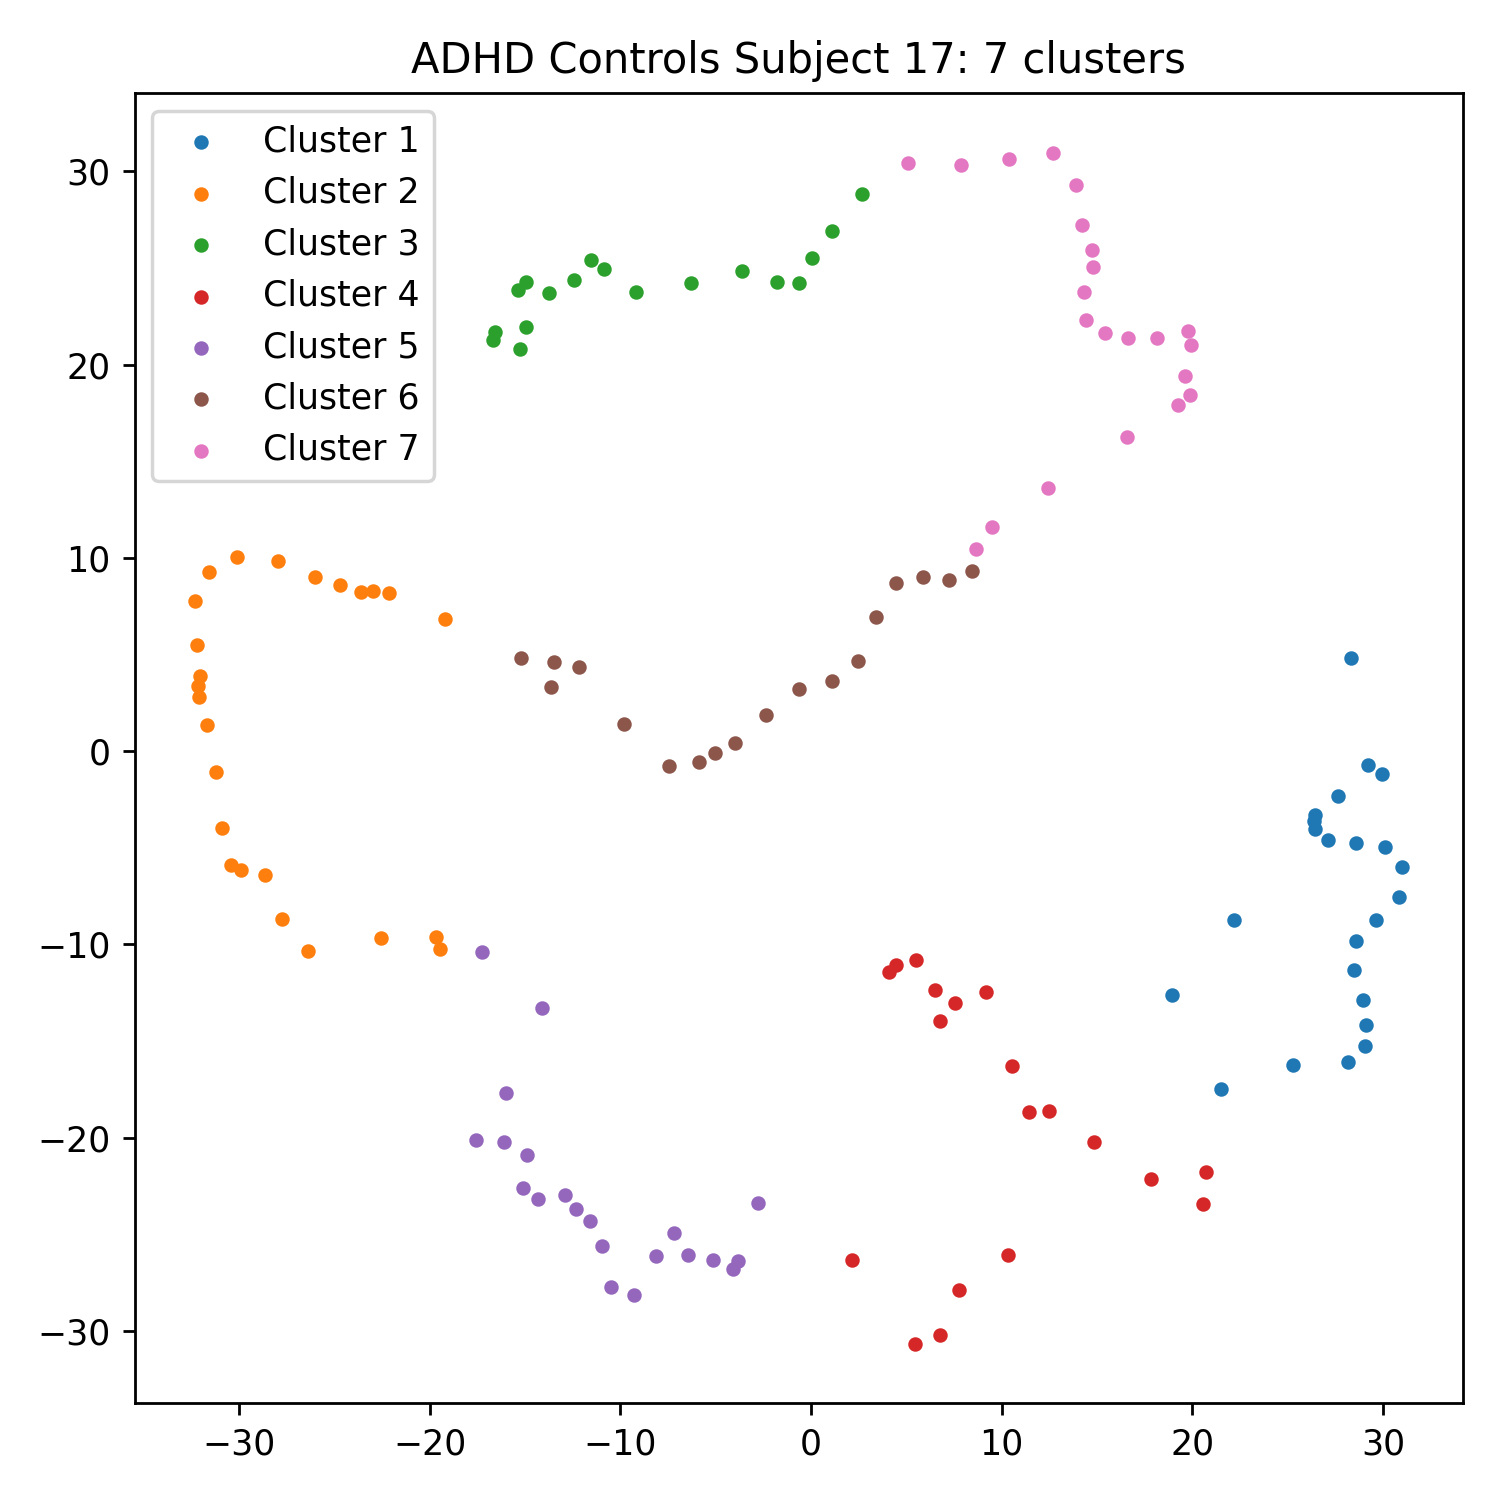 ADHD Controls Subject 17: 7 clusters
Cluster 1
Cluster 2
Cluster 3
Cluster 4
Cluster 5
Cluster 6
Cluster 7
30
20
10
0
−10
−20
−30
−30 −20 −10 0 10 20 30